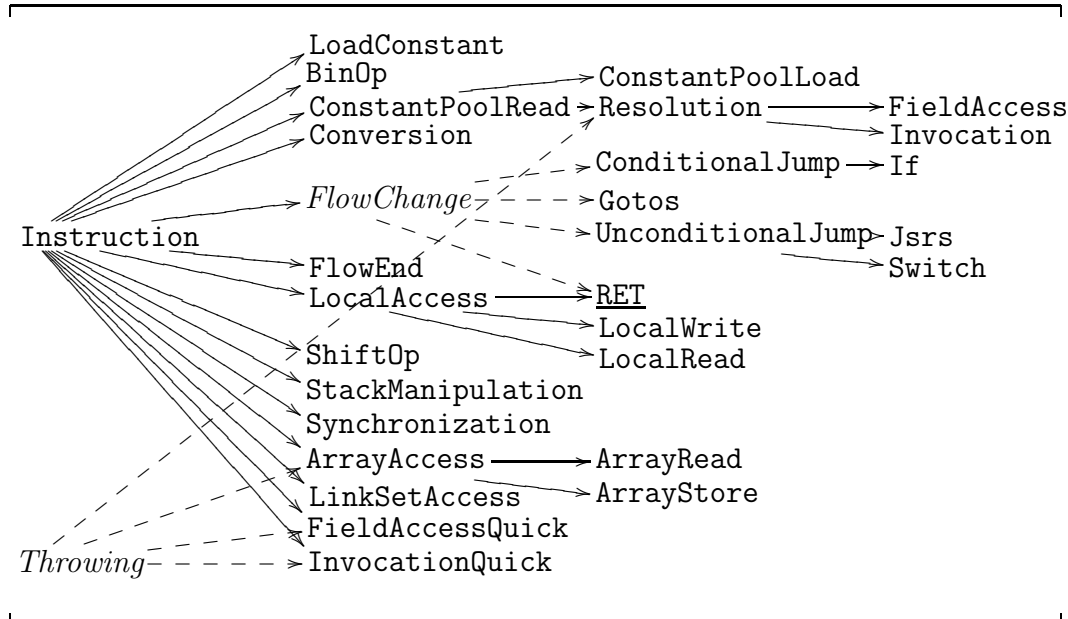 LoadConstant
BinOp
ConstantPoolLoad
ConstantPoolRead Resolution FieldAccess
Conversion Invocation
ConditionalJump If
FlowChange Gotos
Instruction UnconditionalJump Jsrs
FlowEnd Switch
LocalAccess RET
LocalWrite
ShiftOp LocalRead
StackManipulation
Synchronization
ArrayAccess ArrayRead
LinkSetAccess ArrayStore
FieldAccessQuick
Throwing InvocationQuick